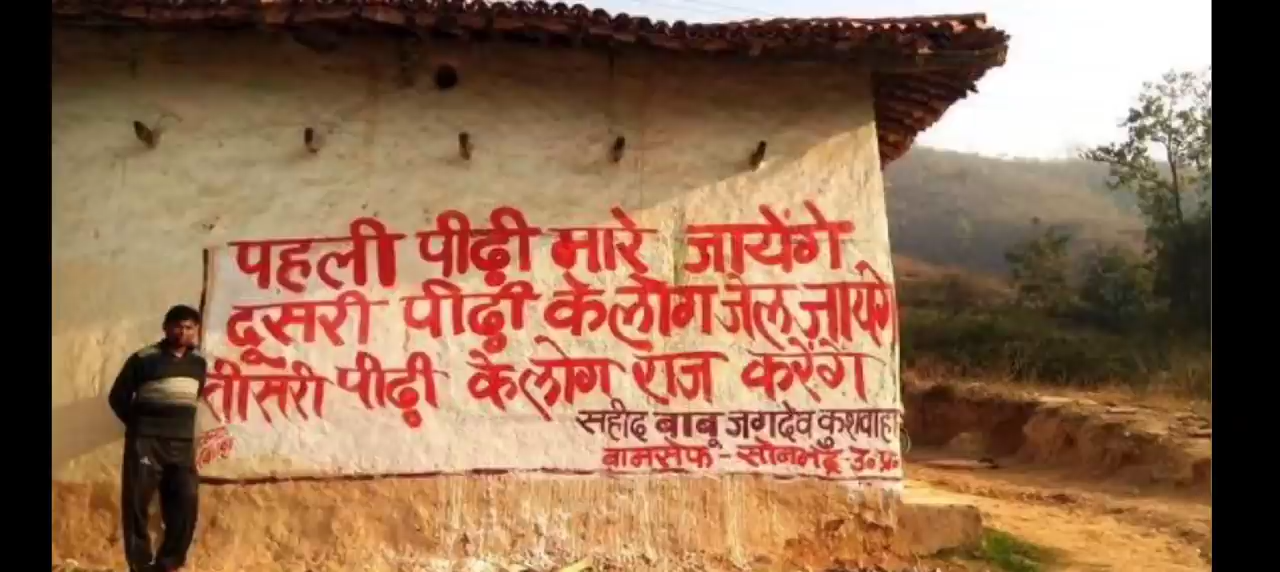 पहली पीढ़ी मारे जायेंगे
दूसरी पीढ़ी के लोग जेल जायेगे
तीसरी पीढ़ी के लोग राज करेंगे
सहीद बाबू जगदेव कुशवाहा
बामसेफ - सोनभद्र उ॰ प्र॰